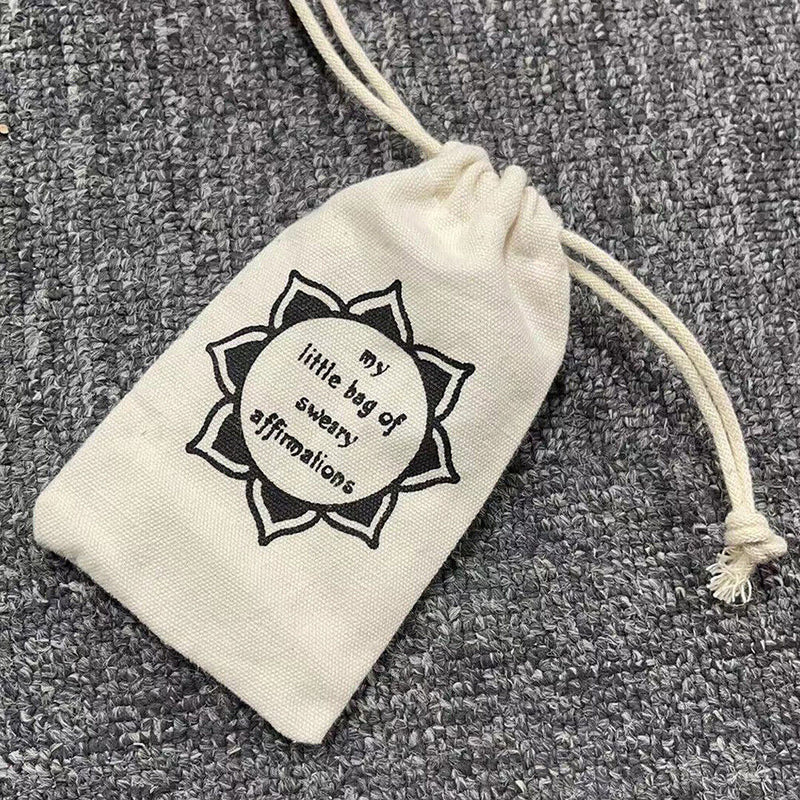 my
little bag of
sweary
affirmations